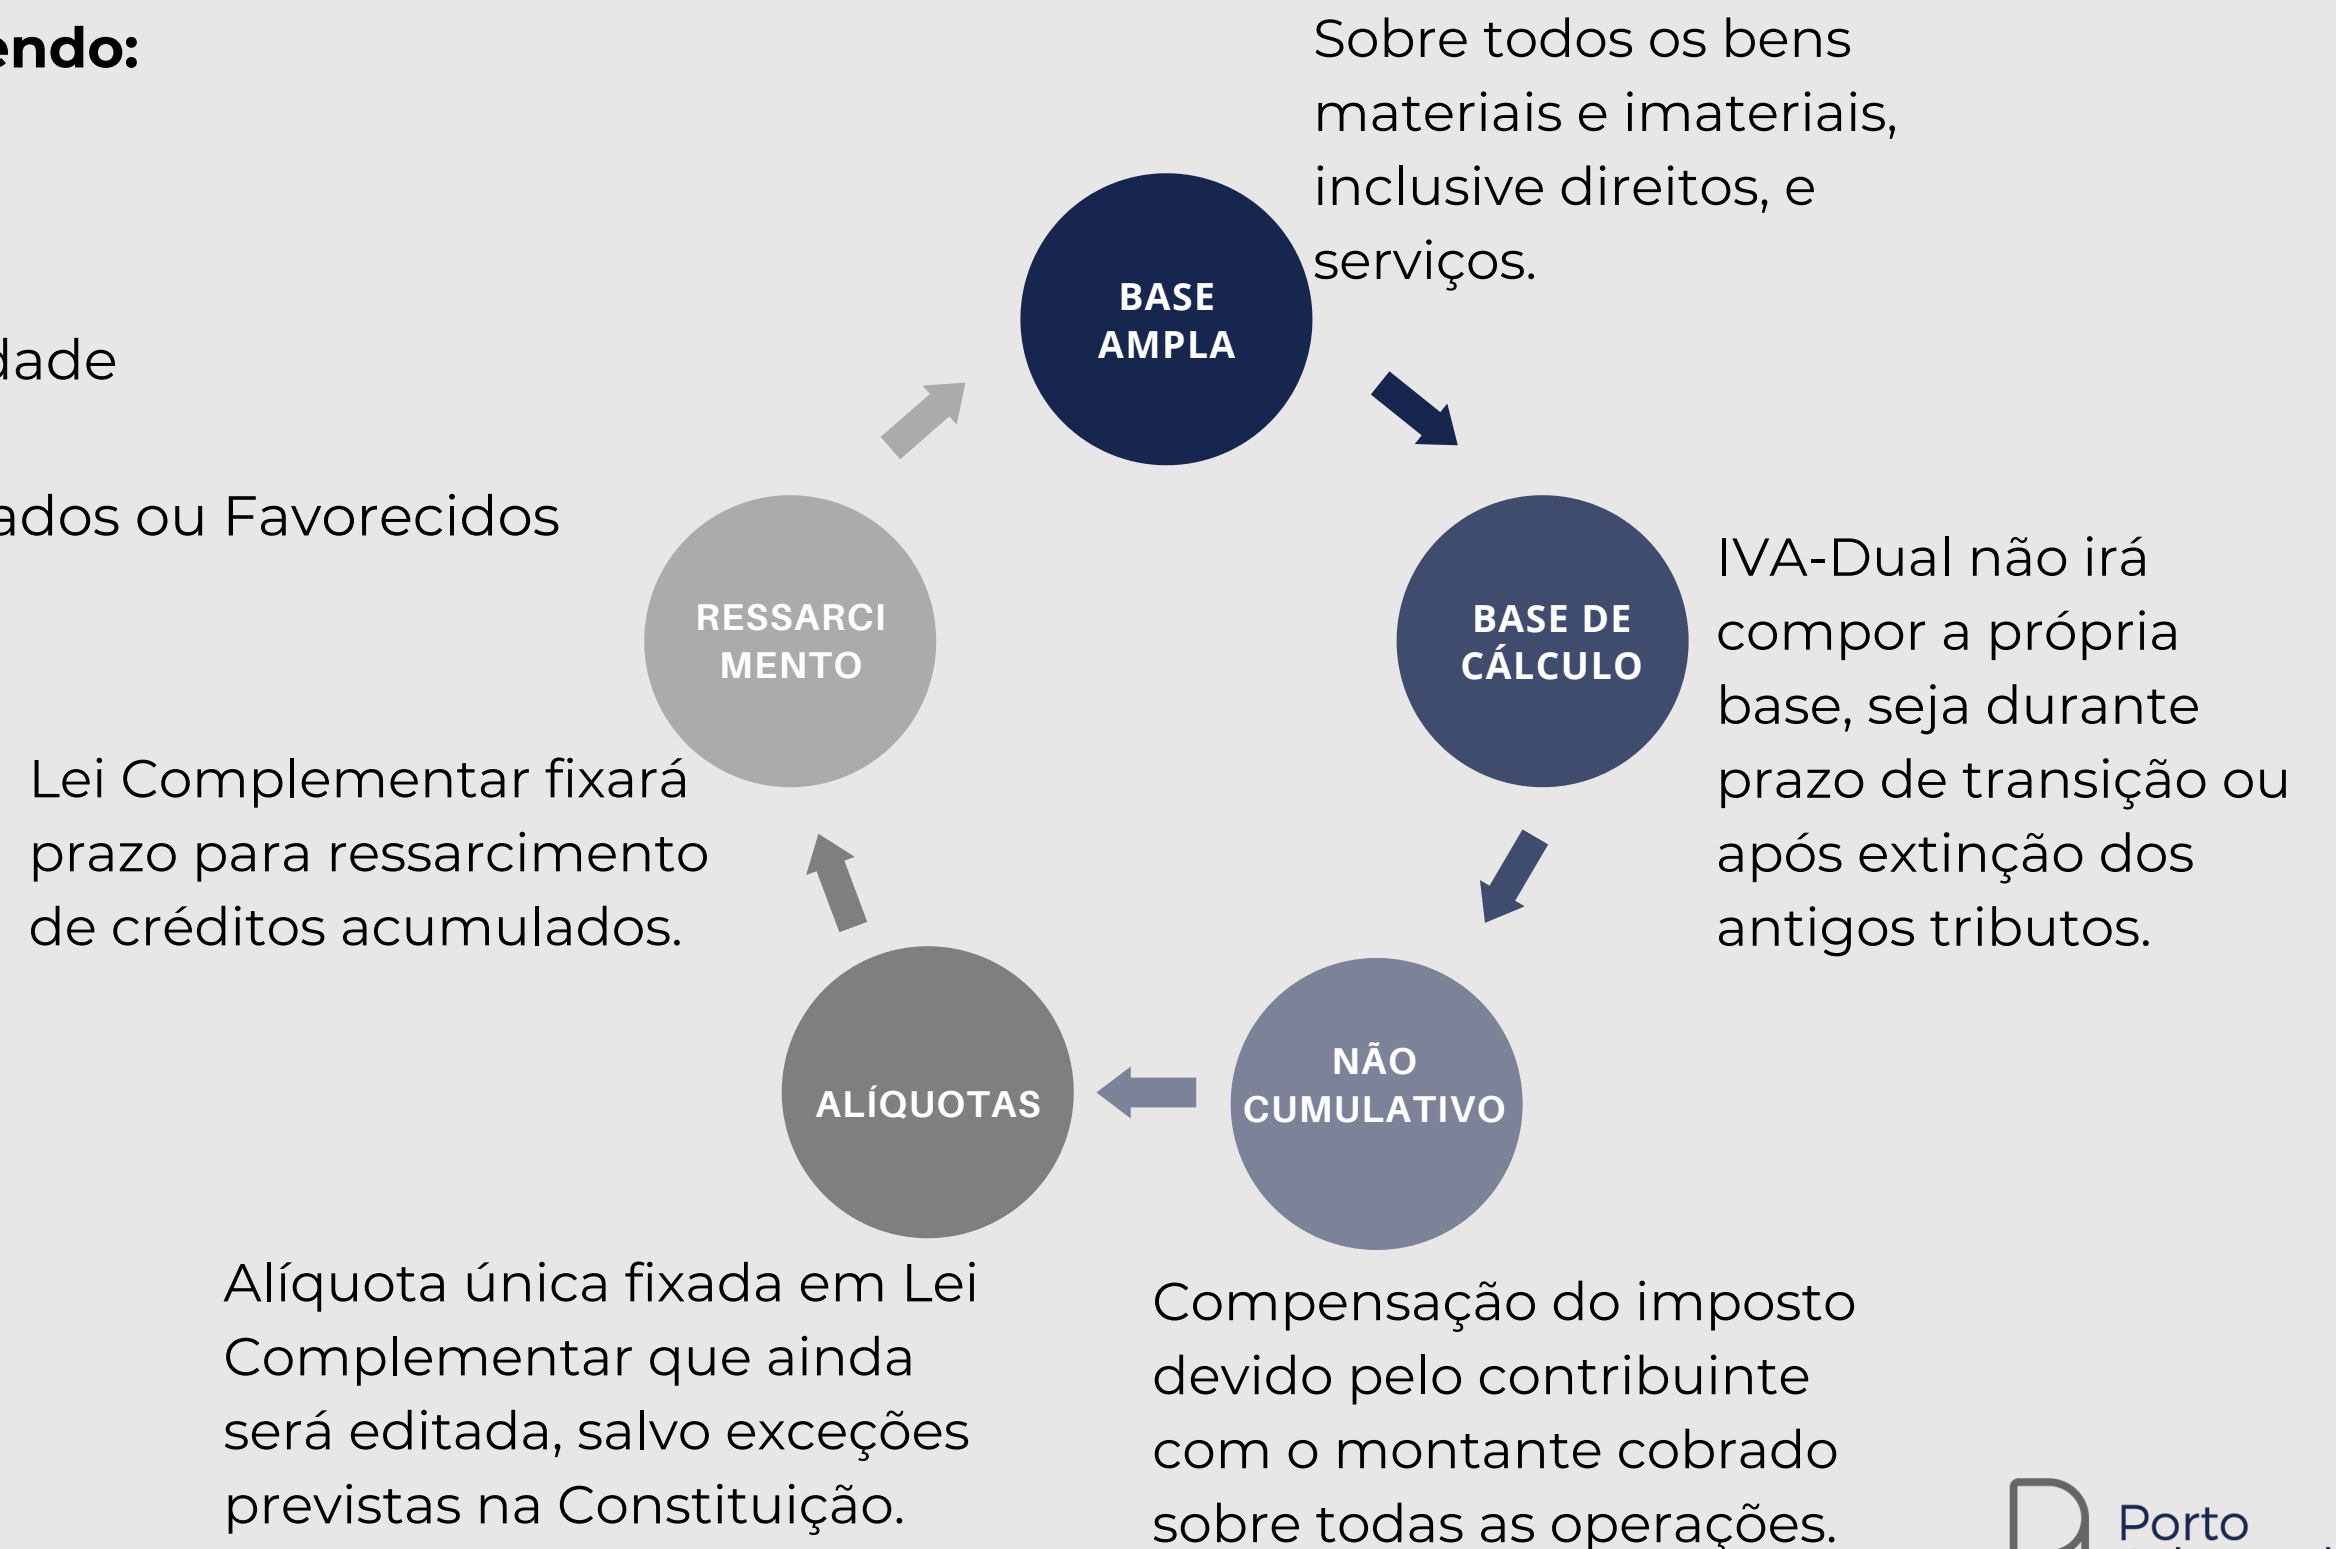 endo:
dade
ados ou Favorecidos
Sobre todos os bens
materiais e imateriais,
inclusive direitos, e
serviços.
BASE
AMPLA
BASE DE
CÁLCULO
IVA-Dual não irá
compor a própria
base, seja durante
prazo de transição ou
após extinção dos
antigos tributos.
NÃO
CUMULATIVO
Compensação do imposto
devido pelo contribuinte
com o montante cobrado
sobre todas as operações.
ALÍQUOTAS
Alíquota única fixada em Lei
Complementar que ainda
será editada, salvo exceções
previstas na Constituição.
RESSARCI
MENTO
Lei Complementar fixará
prazo para ressarcimento
de créditos acumulados.
Porto